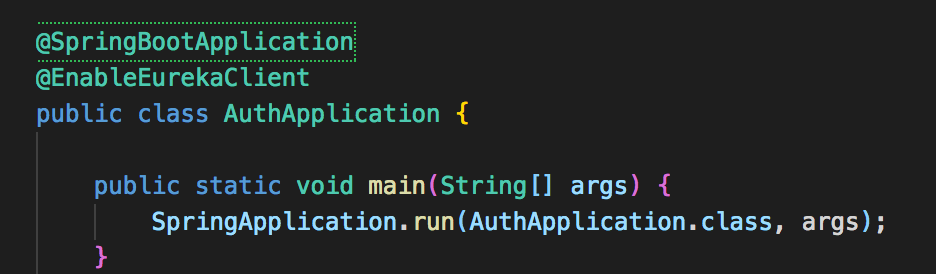 @SpringBootApplication
@EnableEurekaClient
public class AuthApplication {
public static void main(String[] args) {
SpringApplication.run(AuthApplication.class, args);
}